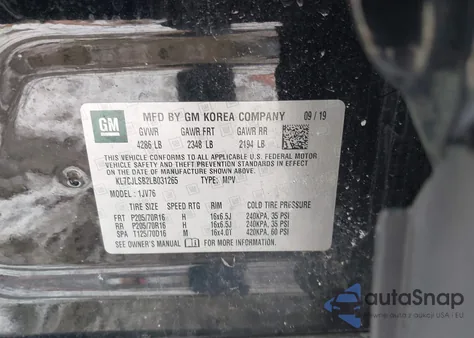 GM
MFD BY GM KOREA COMPANY 09/19
GVWR GAWR FRT GAWR RR
4286 LB 2348 LB 2194 LB
THIS VEHICLE CONFORMS TO ALL APPLICABLE U.S. FEDERAL MOTOR
VEHICLE SAFETY AND THEFT PREVENTION STANDARDS IN EFFECT
ON THE DATE OF MANUFACTURE SHOWN ABOVE.
KL7CJLSB2LB031265 TYPE: MPV
MODEL: 1JV76
TIRE SIZE SPEED RTG RIM COLD TIRE PRESSURE
FRT P205/70R16 H 16x6.5J 240KPA, 35 PSI
RR P205/70R16 H 16x6.5J 240KPA, 35 PSI
SPA T125/70D16 M 16x4.0T 420KPA, 60 PSI
SEE OWNER'S MANUAL FOR MORE INFORMATION.
autoSnap